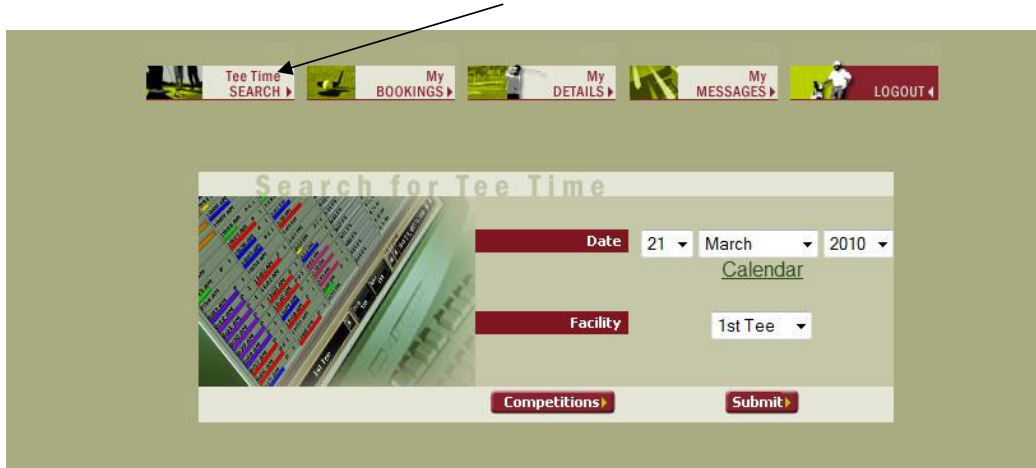 Tee Time
SEARCH
My
BOOKINGS
My
DETAILS
My
MESSAGES
LOGOUT
Search for Tee Time
Date 21 March 2010
Calendar
Facility 1st Tee
Competitions Submit